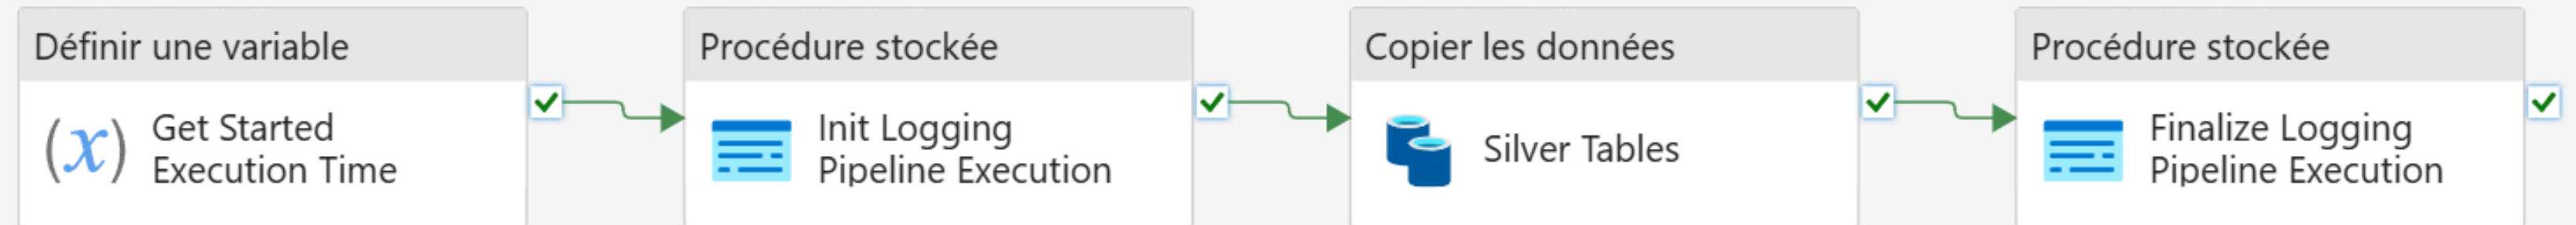 Définir une variable
(x) Get Started
Execution Time
Procédure stockée
Init Logging
Pipeline Execution
Copier les données
Silver Tables
Procédure stockée
Finalize Logging
Pipeline Execution